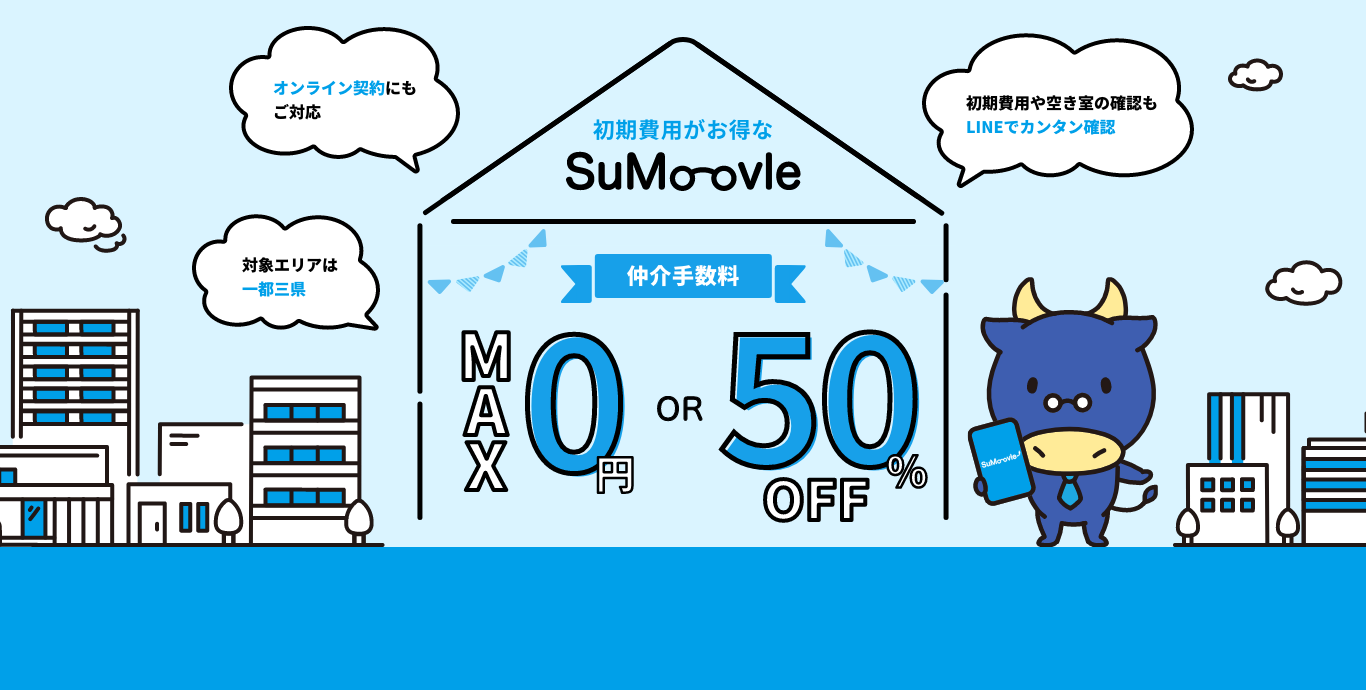 オンライン契約にも
ご対応
初期費用や空き室の確認も
LINEでカンタン確認
初期費用がお得な
SuMoovle
対象エリアは
一都三県
仲介手数料
MAX
0円
OR
50%
OFF
SuMoovle